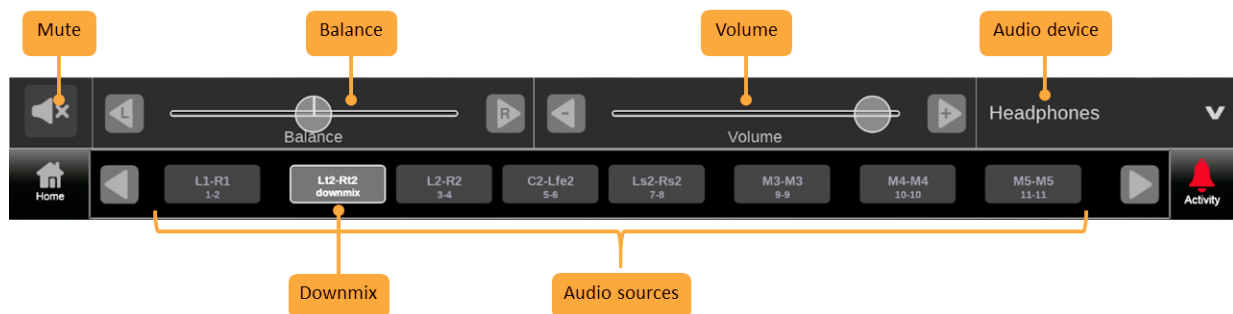 Mute
Balance
Volume
Audio device
L
R
-
+
Headphones
Balance
Volume
Home
L1-R1
1-2
Lt2-Rt2
downmix
L2-R2
3-4
C2-Lfe2
5-6
Ls2-Rs2
7-8
M3-M3
9-9
M4-M4
10-10
M5-M5
11-11
Activity
Downmix
Audio sources